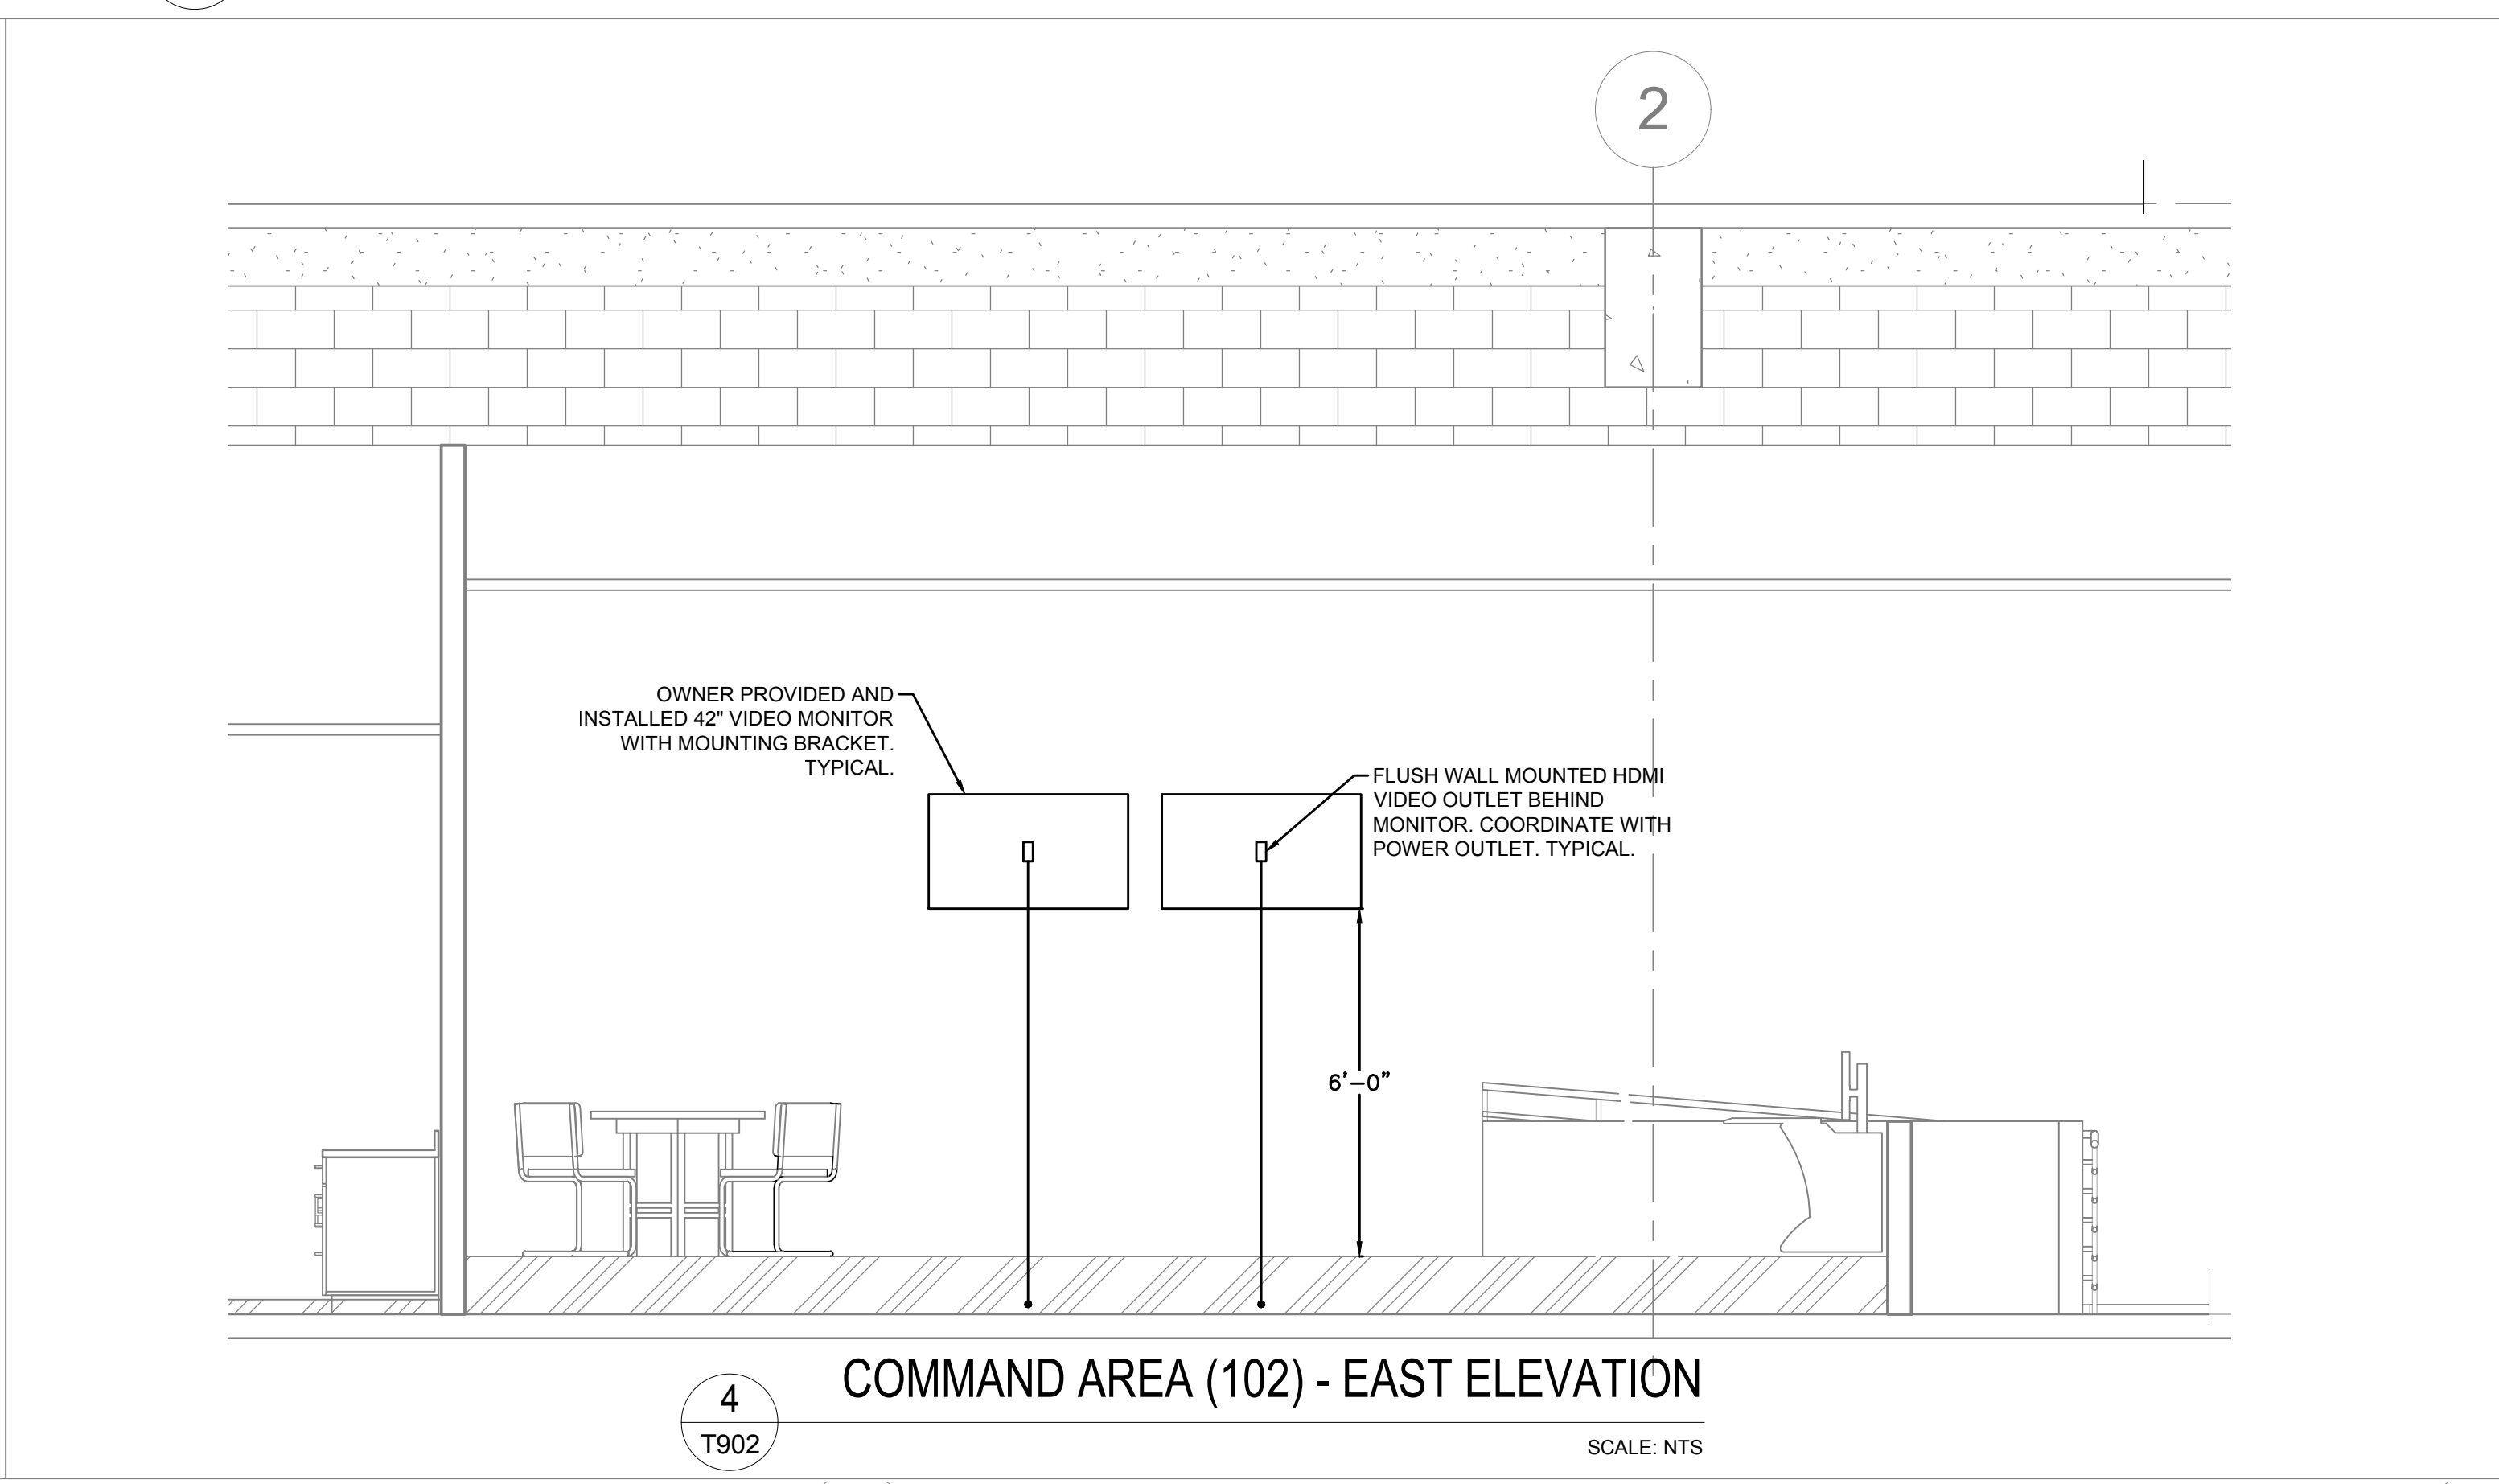 2
OWNER PROVIDED AND
INSTALLED 42" VIDEO MONITOR
WITH MOUNTING BRACKET.
TYPICAL.
FLUSH WALL MOUNTED HDMI
VIDEO OUTLET BEHIND
MONITOR. COORDINATE WITH
POWER OUTLET. TYPICAL.
6'-0"
COMMAND AREA (102) - EAST ELEVATION
4
T902
SCALE: NTS